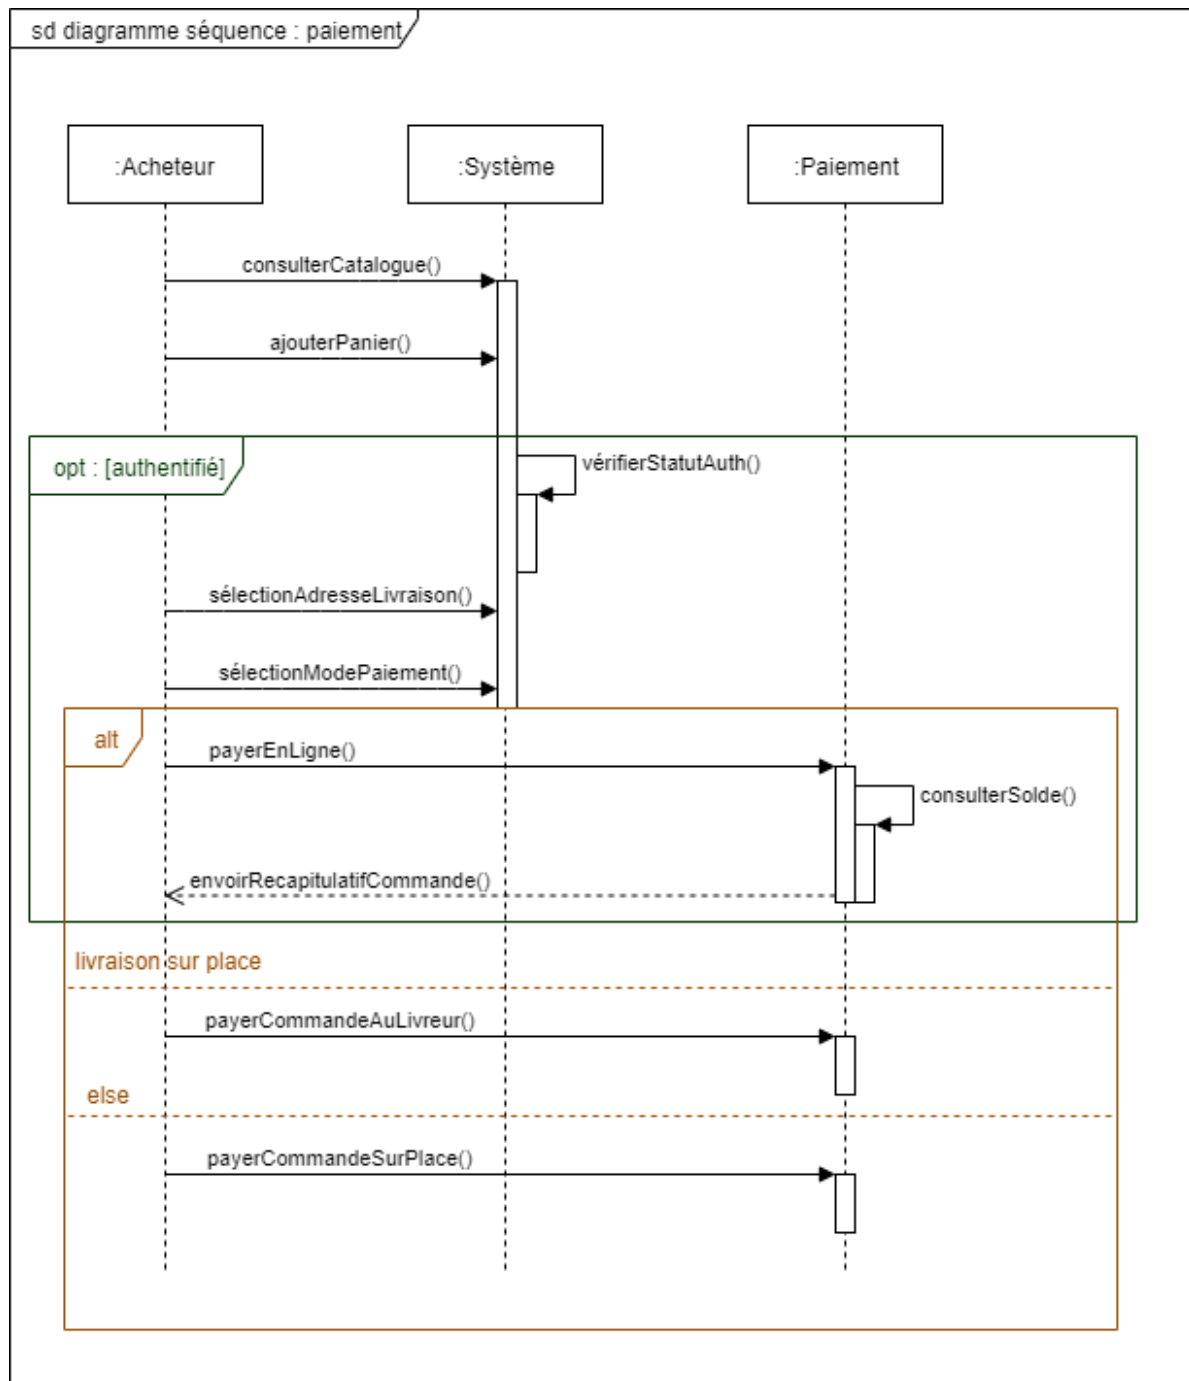 sd diagramme séquence : paiement
:Acheteur
:Système
:Paiement
consulterCatalogue()
ajouterPanier()
opt : [authentifié]
vérifierStatutAuth()
sélectionAdresseLivraison()
sélectionModePaiement()
alt
payerEnLigne()
consulterSolde()
envoirRecapitulatifCommande()
livraison sur place
payerCommandeAuLivreur()
else
payerCommandeSurPlace()